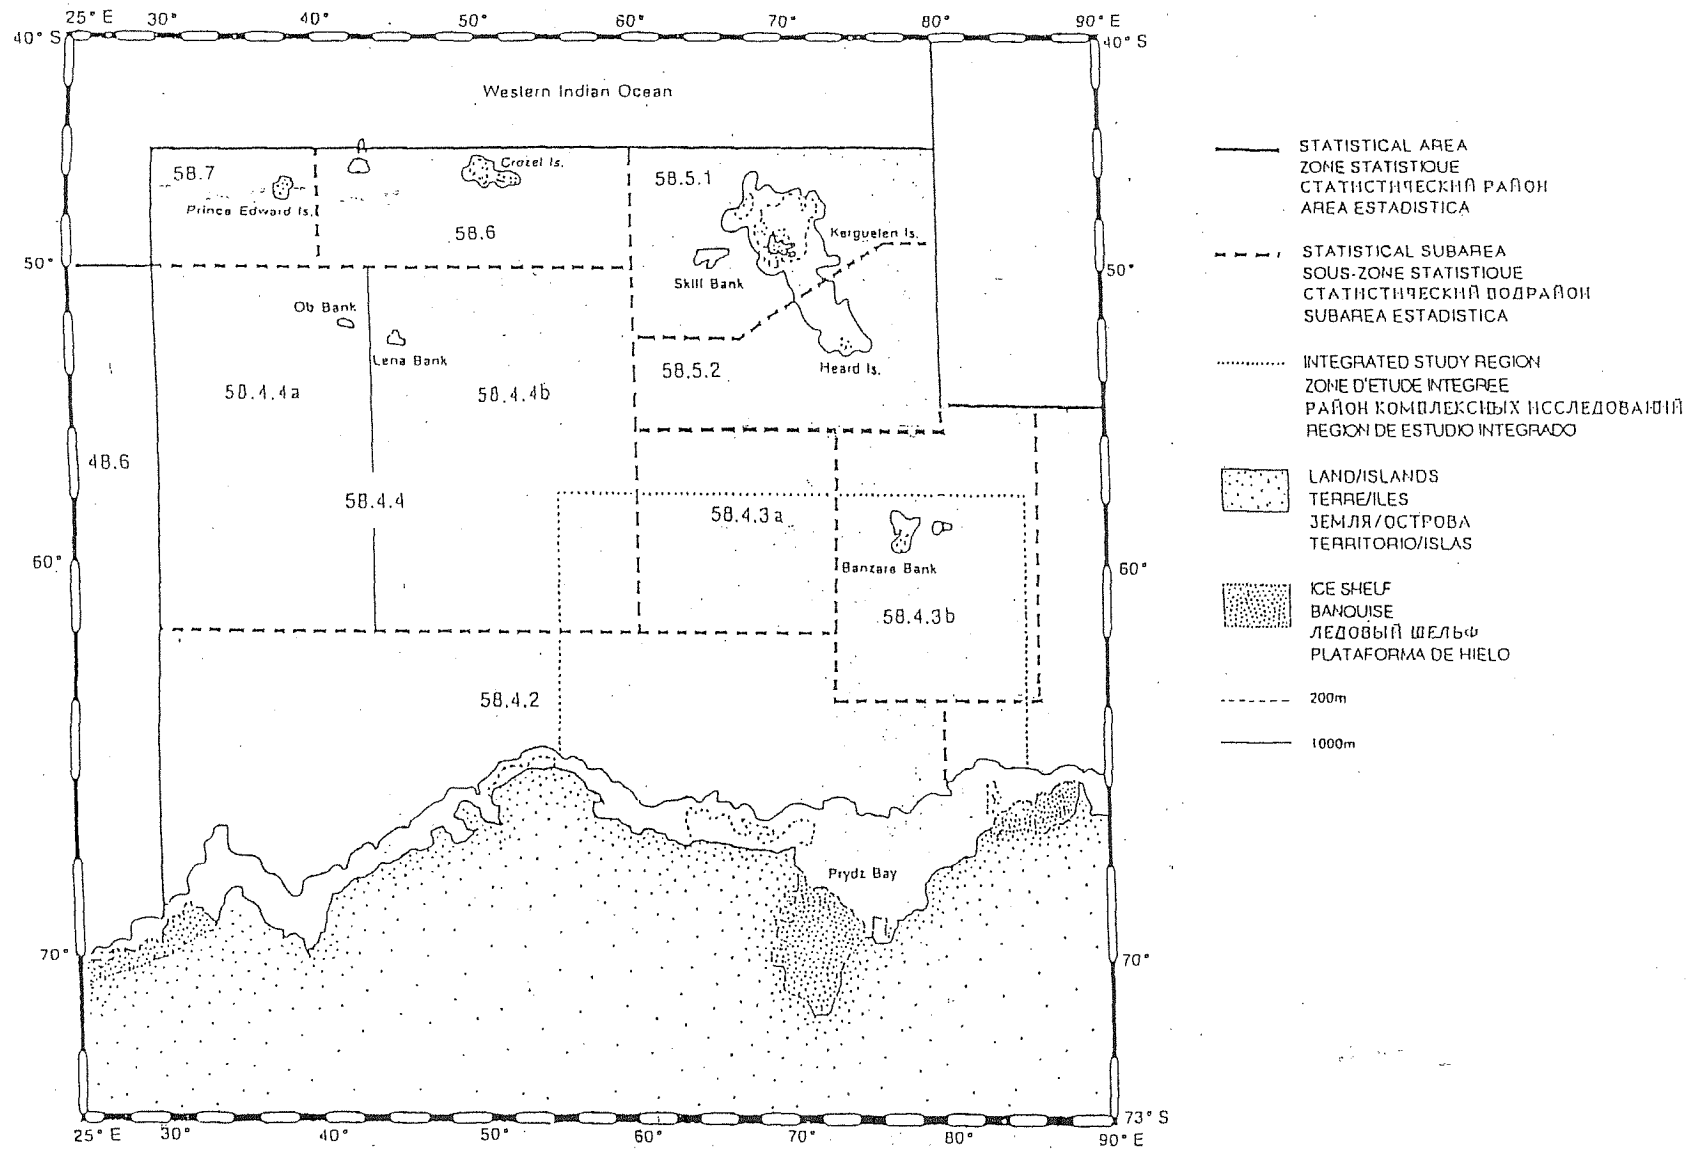 25° E 30° 40° 50° 60° 70° 80° 90° E
40° S
40° S
Western Indian Ocean
58.7
Crozet Is.
58.5.1
Prince Edward Is.
58.6
Kerguelen Is.
50°
50°
Skiff Bank
Ob Bank
Lena Bank
58.5.2
Heard Is.
58.4.4a
58.4.4b
48.6
58.4.4
58.4.3a
60°
60°
Banzare Bank
58.4.3b
58.4.2
Prydz Bay
70°
70°
73° S
25° E 30° 40° 50° 60° 70° 80° 90° E
STATISTICAL AREA
ZONE STATISTIQUE
СТАТИСТИЧЕСКИЙ РАЙОН
AREA ESTADISTICA
STATISTICAL SUBAREA
SOUS-ZONE STATISTIQUE
СТАТИСТИЧЕСКИЙ ПОДРАЙОН
SUBAREA ESTADISTICA
INTEGRATED STUDY REGION
ZONE D'ETUDE INTEGREE
РАЙОН КОМПЛЕКСНЫХ ИССЛЕДОВАНИЙ
REGION DE ESTUDIO INTEGRADO
LAND/ISLANDS
TERRE/ILES
ЗЕМЛЯ/ОСТРОВА
TERRITORIO/ISLAS
ICE SHELF
BANQUISE
ЛЕДОВЫЙ ШЕЛЬФ
PLATAFORMA DE HIELO
200m
1000m